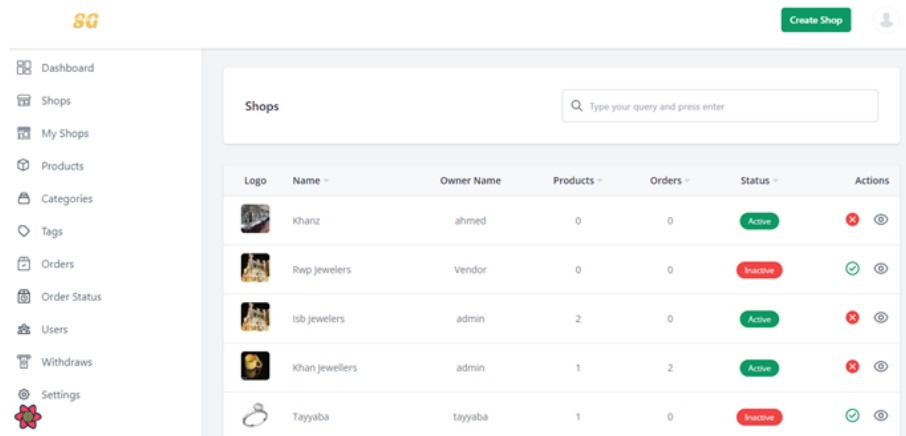 SG
Create Shop
Dashboard
Shops
My Shops
Products
Categories
Tags
Orders
Order Status
Users
Withdraws
Settings
Shops
Type your query and press enter
Logo Name Owner Name Products Orders Status Actions
Khanz ahmed 0 0 Active
Rwp Jewelers Vendor 0 0 Inactive
Isb jewelers admin 2 0 Active
Khan Jewellers admin 1 2 Active
Tayyaba tayyaba 1 0 Inactive